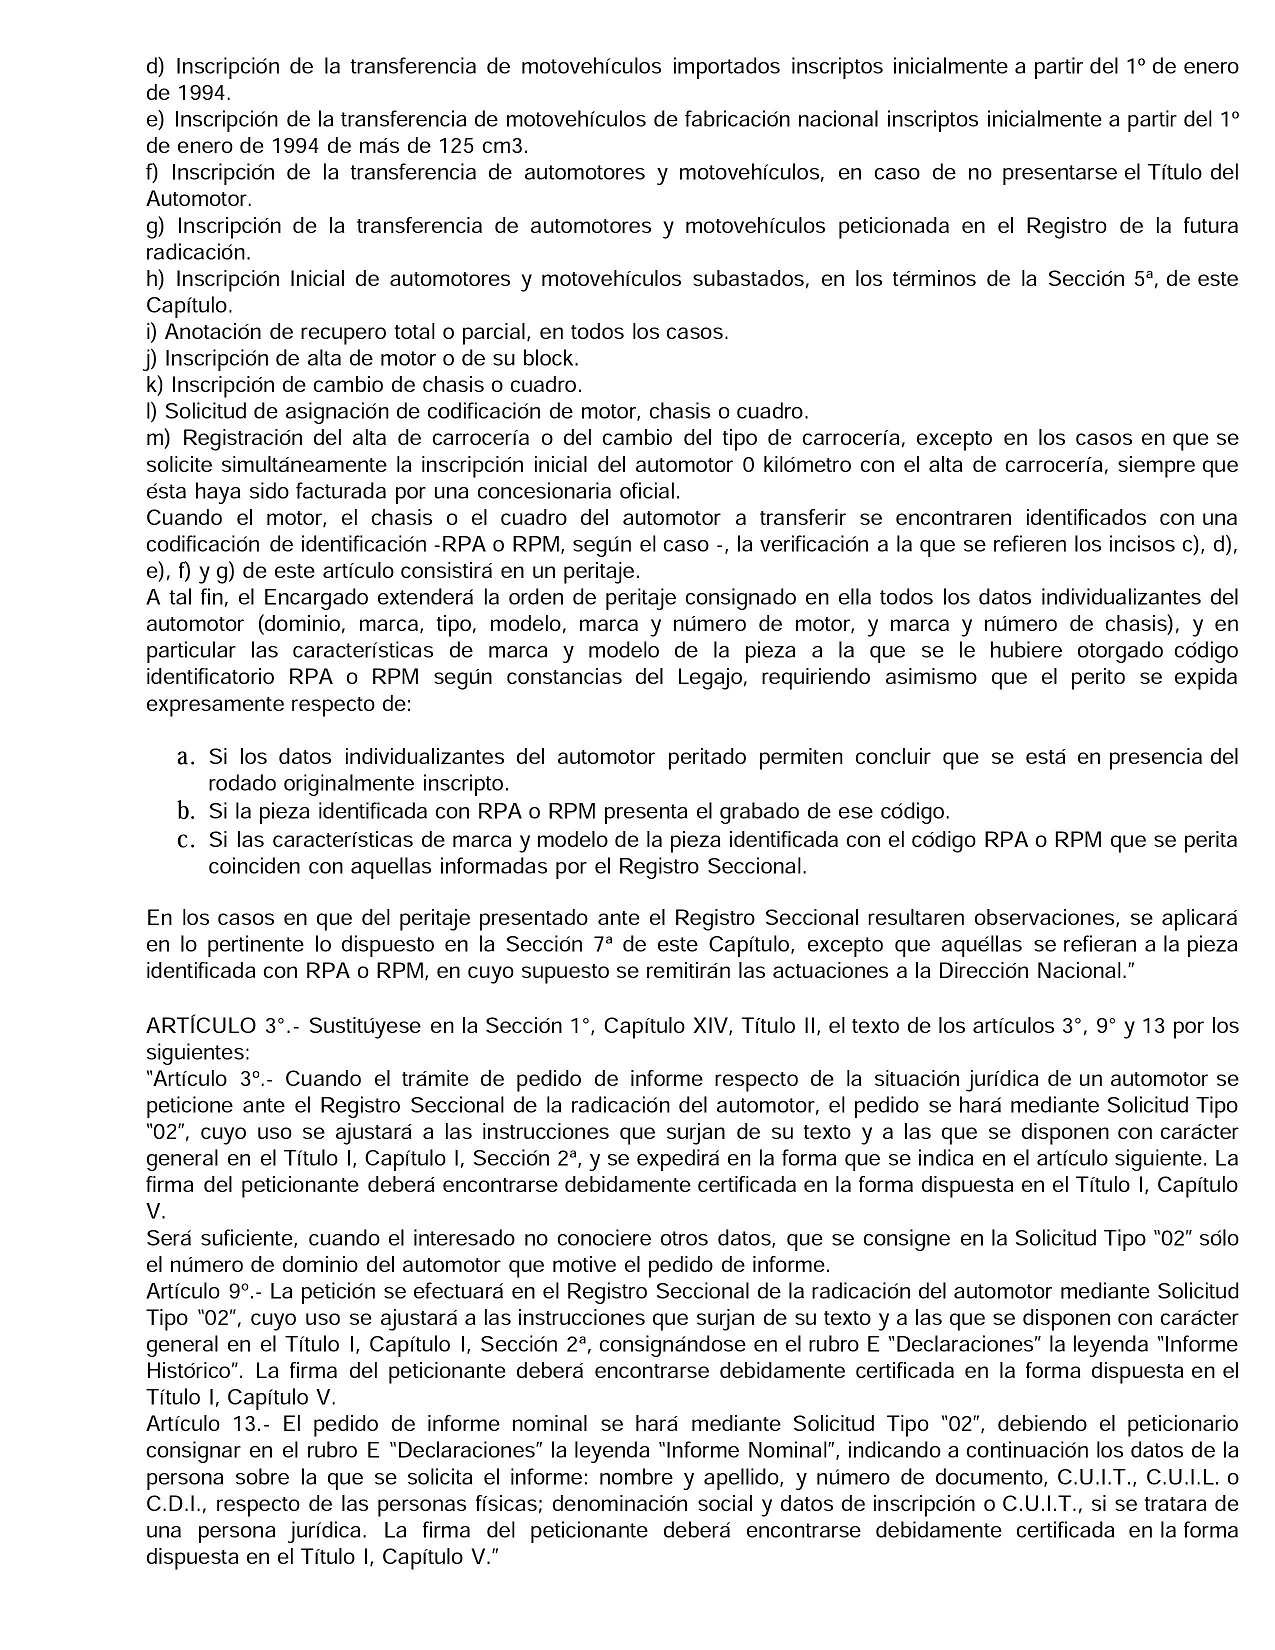 d) Inscripción de la transferencia de motovehículos importados inscriptos inicialmente a partir del 1º de enero
de 1994.
e) Inscripción de la transferencia de motovehículos de fabricación nacional inscriptos inicialmente a partir del 1º
de enero de 1994 de más de 125 cm3.
f) Inscripción de la transferencia de automotores y motovehículos, en caso de no presentarse el Título del
Automotor.
g) Inscripción de la transferencia de automotores y motovehículos peticionada en el Registro de la futura
radicación.
h) Inscripción Inicial de automotores y motovehículos subastados, en los términos de la Sección 5ª, de este
Capítulo.
i) Anotación de recupero total o parcial, en todos los casos.
j) Inscripción de alta de motor o de su block.
k) Inscripción de cambio de chasis o cuadro.
l) Solicitud de asignación de codificación de motor, chasis o cuadro.
m) Registración del alta de carrocería o del cambio del tipo de carrocería, excepto en los casos en que se
solicite simultáneamente la inscripción inicial del automotor 0 kilómetro con el alta de carrocería, siempre que
ésta haya sido facturada por una concesionaria oficial.
Cuando el motor, el chasis o el cuadro del automotor a transferir se encontraren identificados con una
codificación de identificación -RPA o RPM, según el caso -, la verificación a la que se refieren los incisos c), d),
e), f) y g) de este artículo consistirá en un peritaje.
A tal fin, el Encargado extenderá la orden de peritaje consignado en ella todos los datos individualizantes del
automotor (dominio, marca, tipo, modelo, marca y número de motor, y marca y número de chasis), y en
particular las características de marca y modelo de la pieza a la que se le hubiere otorgado código
identificatorio RPA o RPM según constancias del Legajo, requiriendo asimismo que el perito se expida
expresamente respecto de:
a. Si los datos individualizantes del automotor peritado permiten concluir que se está en presencia del
rodado originalmente inscripto.
b. Si la pieza identificada con RPA o RPM presenta el grabado de ese código.
c. Si las características de marca y modelo de la pieza identificada con el código RPA o RPM que se perita
coinciden con aquellas informadas por el Registro Seccional.
En los casos en que del peritaje presentado ante el Registro Seccional resultaren observaciones, se aplicará
en lo pertinente lo dispuesto en la Sección 7ª de este Capítulo, excepto que aquéllas se refieran a la pieza
identificada con RPA o RPM, en cuyo supuesto se remitirán las actuaciones a la Dirección Nacional.”
ARTÍCULO 3°.- Sustitúyese en la Sección 1°, Capítulo XIV, Título II, el texto de los artículos 3°, 9° y 13 por los
siguientes:
“Artículo 3º.- Cuando el trámite de pedido de informe respecto de la situación jurídica de un automotor se
peticione ante el Registro Seccional de la radicación del automotor, el pedido se hará mediante Solicitud Tipo
“02”, cuyo uso se ajustará a las instrucciones que surjan de su texto y a las que se disponen con carácter
general en el Título I, Capítulo I, Sección 2ª, y se expedirá en la forma que se indica en el artículo siguiente. La
firma del peticionante deberá encontrarse debidamente certificada en la forma dispuesta en el Título I, Capítulo
V.
Será suficiente, cuando el interesado no conociere otros datos, que se consigne en la Solicitud Tipo “02” sólo
el número de dominio del automotor que motive el pedido de informe.
Artículo 9º.- La petición se efectuará en el Registro Seccional de la radicación del automotor mediante Solicitud
Tipo “02”, cuyo uso se ajustará a las instrucciones que surjan de su texto y a las que se disponen con carácter
general en el Título I, Capítulo I, Sección 2ª, consignándose en el rubro E “Declaraciones” la leyenda “Informe
Histórico”. La firma del peticionante deberá encontrarse debidamente certificada en la forma dispuesta en el
Título I, Capítulo V.
Artículo 13.- El pedido de informe nominal se hará mediante Solicitud Tipo “02”, debiendo el peticionario
consignar en el rubro E “Declaraciones” la leyenda “Informe Nominal”, indicando a continuación los datos de la
persona sobre la que se solicita el informe: nombre y apellido, y número de documento, C.U.I.T., C.U.I.L. o
C.D.I., respecto de las personas físicas; denominación social y datos de inscripción o C.U.I.T., si se tratara de
una persona jurídica. La firma del peticionante deberá encontrarse debidamente certificada en la forma
dispuesta en el Título I, Capítulo V.”